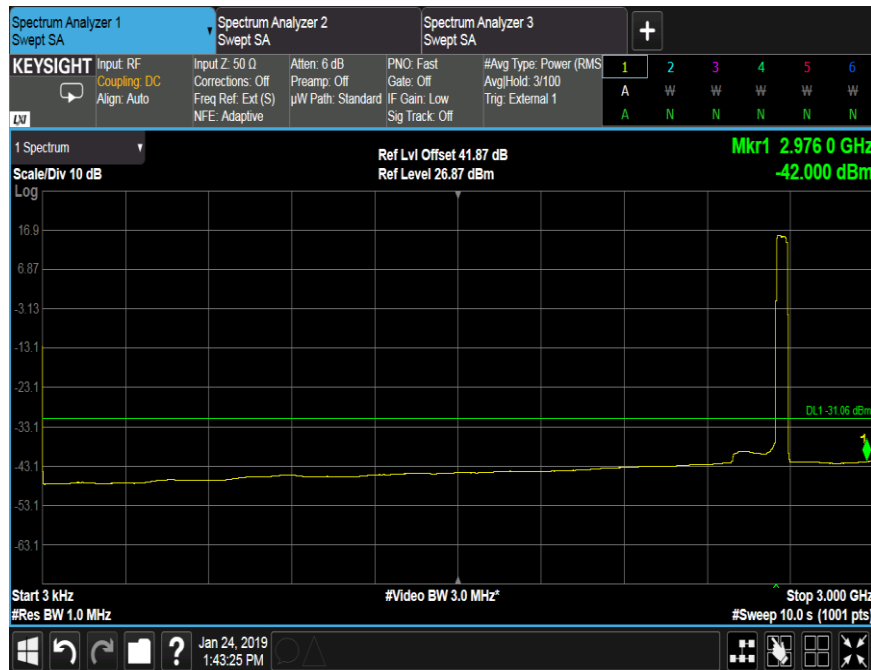 Spectrum Analyzer 1
Swept SA
Spectrum Analyzer 2
Swept SA
Spectrum Analyzer 3
Swept SA
+
KEYSIGHT
LXI
Input: RF
Coupling: DC
Align: Auto
Input Z: 50 Ω
Corrections: Off
Freq Ref: Ext (S)
NFE: Adaptive
Atten: 6 dB
Preamp: Off
µW Path: Standard
PNO: Fast
Gate: Off
IF Gain: Low
Sig Track: Off
#Avg Type: Power (RMS
Avg|Hold: 3/100
Trig: External 1
1 2 3 4 5 6
A W W W W W
A N N N N N
1 Spectrum
Scale/Div 10 dB
Log
Ref Lvl Offset 41.87 dB
Ref Level 26.87 dBm
Mkr1 2.976 0 GHz
-42.000 dBm
16.9
6.87
-3.13
-13.1
-23.1
DL1 -31.06 dBm
-33.1
1
-43.1
-53.1
-63.1
Start 3 kHz
#Res BW 1.0 MHz
#Video BW 3.0 MHz*
Stop 3.000 GHz
#Sweep 10.0 s (1001 pts)
?
Jan 24, 2019
1:43:25 PM